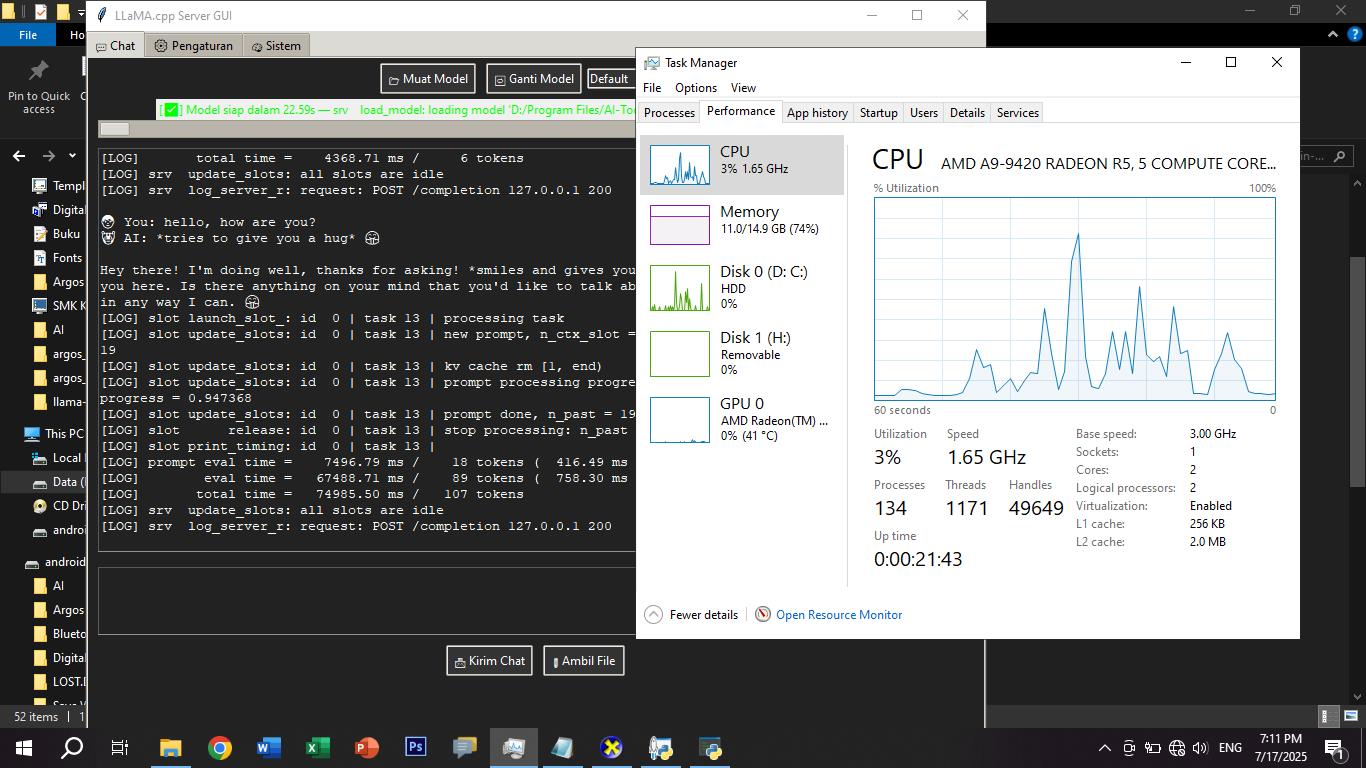 File
Ho
Pin to Quick
access
C
LLaMA.cpp Server GUI
Chat
Pengaturan
Sistem
Muat Model
Ganti Model
Default
[✅] Model siap dalam 22.59s — srv load_model: loading model 'D:/Program Files/AI-Too
[LOG] total time = 4368.71 ms / 6 tokens
[LOG] srv update_slots: all slots are idle
[LOG] srv log_server_r: request: POST /completion 127.0.0.1 200
You: hello, how are you?
AI: *tries to give you a hug*
Hey there! I'm doing well, thanks for asking! *smiles and gives you
you here. Is there anything on your mind that you'd like to talk ab
in any way I can.
[LOG] slot launch_slot_: id 0 | task 13 | processing task
[LOG] slot update_slots: id 0 | task 13 | new prompt, n_ctx_slot =
19
[LOG] slot update_slots: id 0 | task 13 | kv cache rm [1, end)
[LOG] slot update_slots: id 0 | task 13 | prompt processing progre
progress = 0.947368
[LOG] slot update_slots: id 0 | task 13 | prompt done, n_past = 19
[LOG] slot release: id 0 | task 13 | stop processing: n_past
[LOG] slot print_timing: id 0 | task 13 |
[LOG] prompt eval time = 7496.79 ms / 18 tokens ( 416.49 ms
[LOG] eval time = 67488.71 ms / 89 tokens ( 758.30 ms
[LOG] total time = 74985.50 ms / 107 tokens
[LOG] srv update_slots: all slots are idle
[LOG] srv log_server_r: request: POST /completion 127.0.0.1 200
Kirim Chat
Ambil File
Templ
Digital
Buku
Fonts
Argos
SMK K
AI
argos_
argos_
llama-
This PC
Local
Data (
CD Dri
androi
android
AI
Argos
Blueto
Digital
LOST.D
52 items
1
Task Manager
File
Options
View
Processes
Performance
App history
Startup
Users
Details
Services
CPU
3% 1.65 GHz
Memory
11.0/14.9 GB (74%)
Disk 0 (D: C:)
HDD
0%
Disk 1 (H:)
Removable
0%
GPU 0
AMD Radeon(TM) ...
0% (41 °C)
CPU
AMD A9-9420 RADEON R5, 5 COMPUTE CORE...
% Utilization
100%
60 seconds
0
Utilization
Speed
3%
1.65 GHz
Processes
Threads
Handles
134
1171
49649
Up time
0:00:21:43
Base speed: 3.00 GHz
Sockets: 1
Cores: 2
Logical processors: 2
Virtualization: Enabled
L1 cache: 256 KB
L2 cache: 2.0 MB
Fewer details
Open Resource Monitor
in-...
ENG
7:11 PM
7/17/2025
1